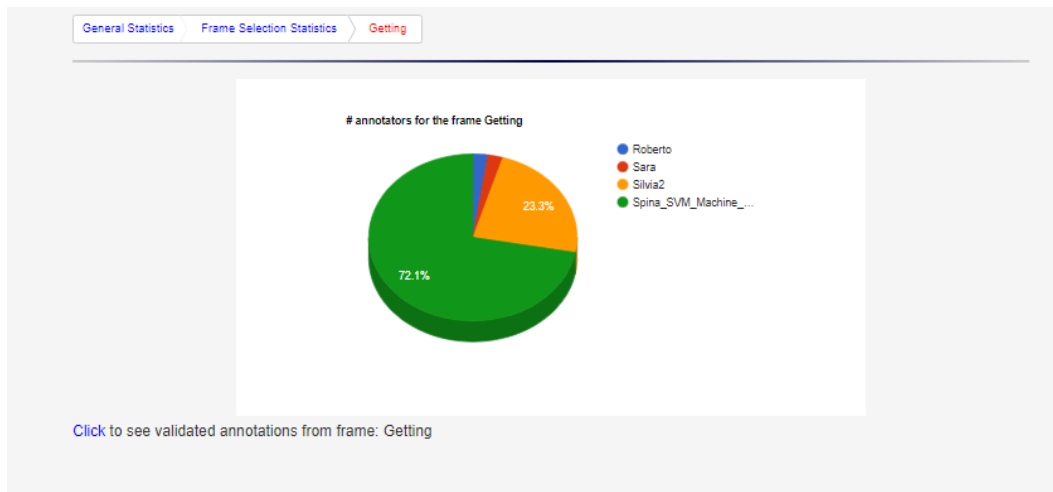 General Statistics Frame Selection Statistics Getting
# annotators for the frame Getting
Roberto
Sara
Silvia2
Spina_SVM_Machine_...
23.3%
72.1%
Click to see validated annotations from frame: Getting